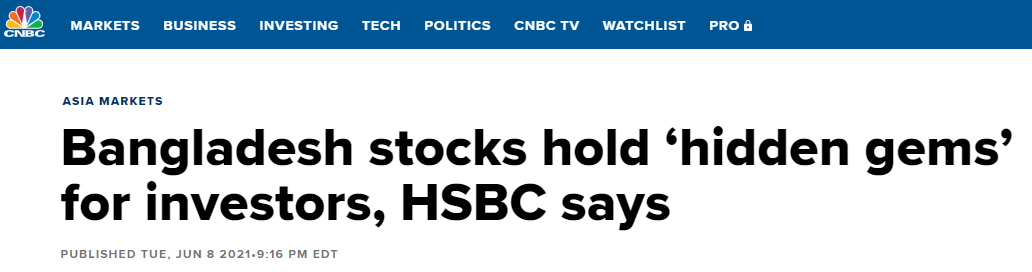 CNBC
MARKETS BUSINESS INVESTING TECH POLITICS CNBC TV WATCHLIST PRO
ASIA MARKETS
Bangladesh stocks hold ‘hidden gems’
for investors, HSBC says
PUBLISHED TUE, JUN 8 2021•9:16 PM EDT